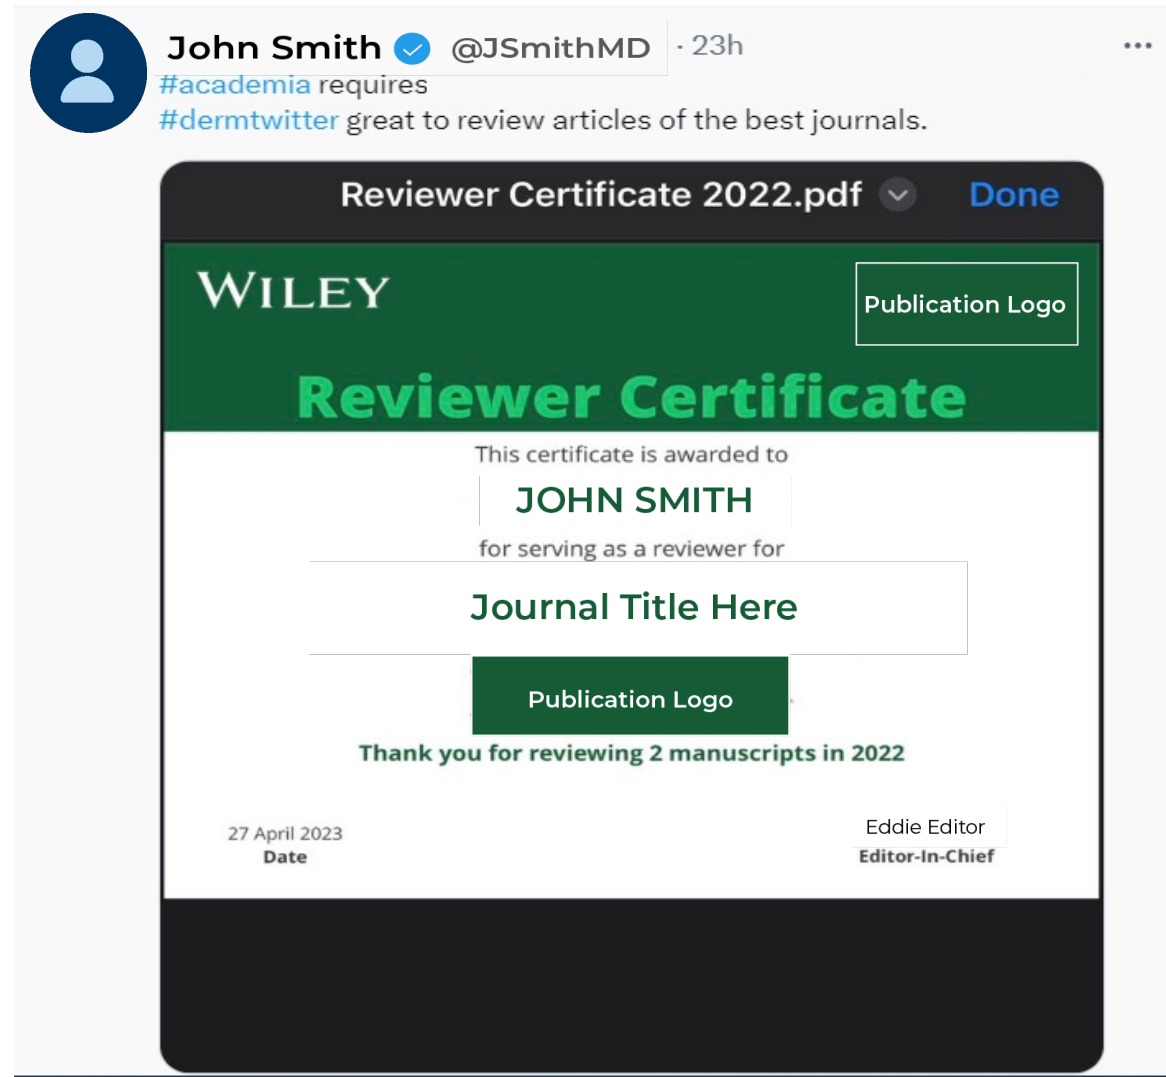 John Smith @JSmithMD · 23h
#academia requires
#dermtwitter great to review articles of the best journals.
Reviewer Certificate 2022.pdf Done
WILEY
Publication Logo
Reviewer Certificate
This certificate is awarded to
JOHN SMITH
for serving as a reviewer for
Journal Title Here
Publication Logo
Thank you for reviewing 2 manuscripts in 2022
27 April 2023
Date
Eddie Editor
Editor-In-Chief